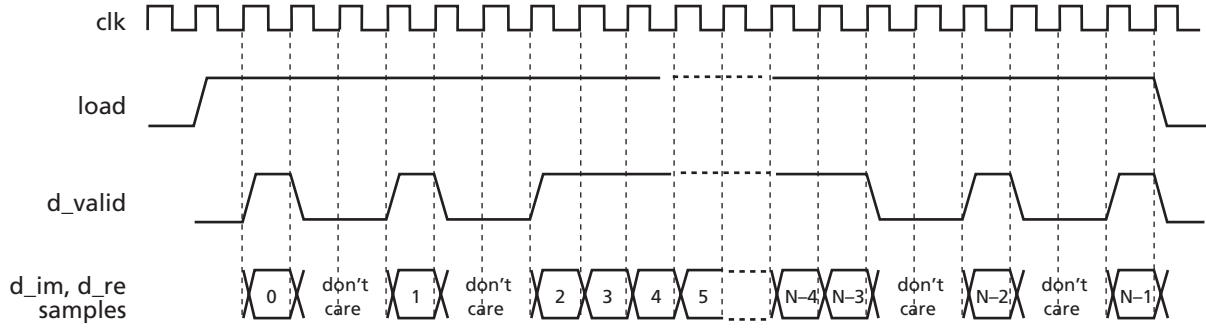 clk
load
d_valid
d_im, d_re
samples
0
don't
care
1
don't
care
2
3
4
5
N–4
N–3
don't
care
N–2
don't
care
N–1